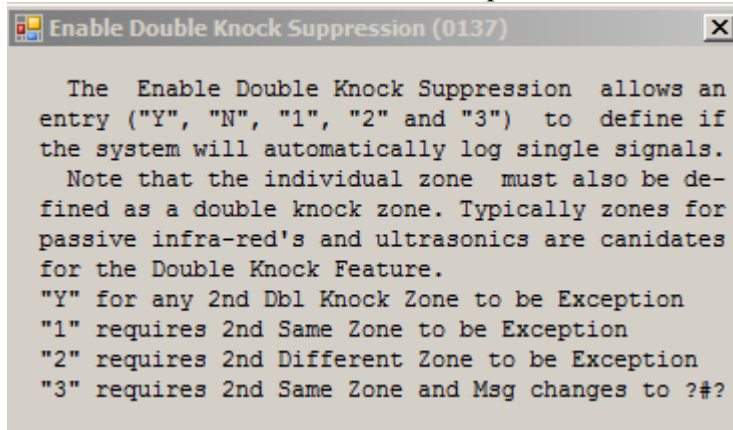 Enable Double Knock Suppression (0137)
The Enable Double Knock Suppression allows an
entry ("Y", "N", "1", "2" and "3") to define if
the system will automatically log single signals.
Note that the individual zone must also be de-
fined as a double knock zone. Typically zones for
passive infra-red's and ultrasonics are canidates
for the Double Knock Feature.
"Y" for any 2nd Dbl Knock Zone to be Exception
"1" requires 2nd Same Zone to be Exception
"2" requires 2nd Different Zone to be Exception
"3" requires 2nd Same Zone and Msg changes to ?#?